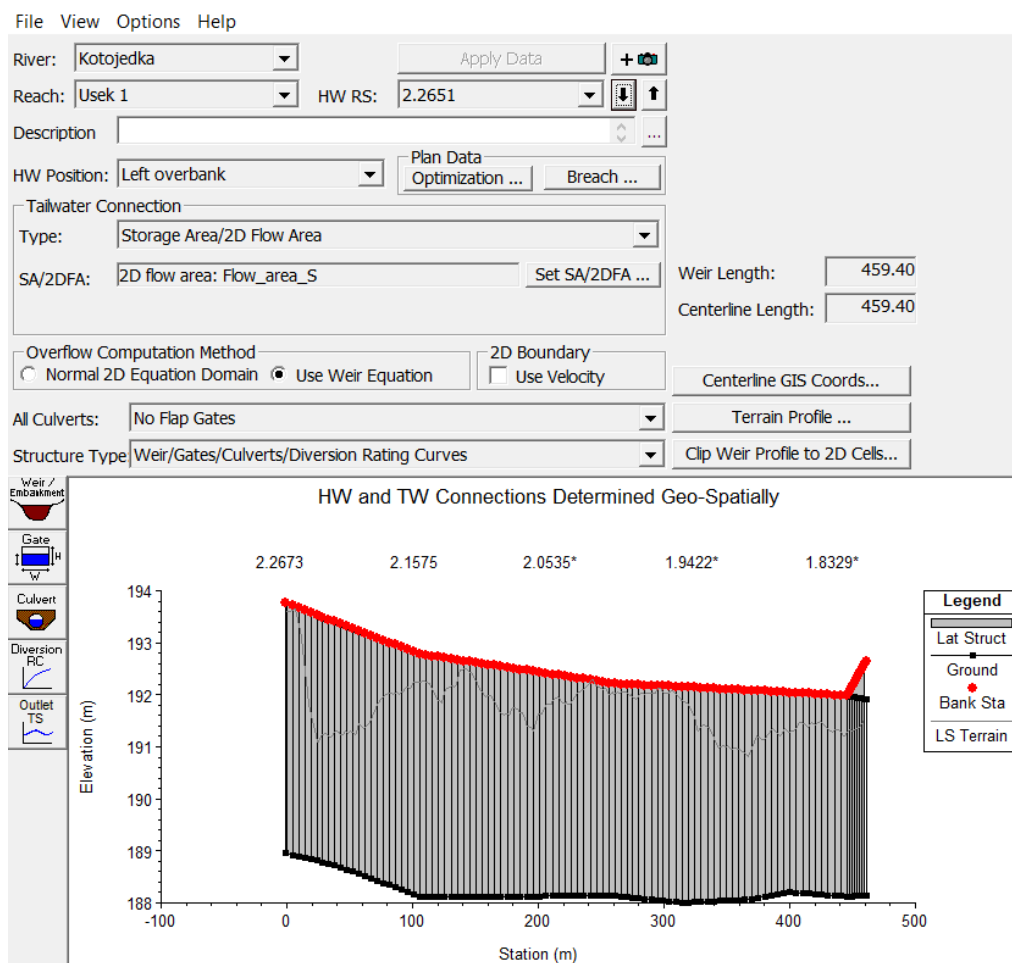 File View Options Help
River: Kotojedka Apply Data +
Reach: Usek 1 HW RS: 2.2651
Description ...
HW Position: Left overbank Plan Data Optimization ... Breach ...
Tailwater Connection
Type: Storage Area/2D Flow Area
SA/2DFA: 2D flow area: Flow_area_S Set SA/2DFA ... Weir Length: 459.40
Centerline Length: 459.40
Overflow Computation Method 2D Boundary
Normal 2D Equation Domain Use Weir Equation Use Velocity Centerline GIS Coords...
All Culverts: No Flap Gates Terrain Profile ...
Structure Type Weir/Gates/Culverts/Diversion Rating Curves Clip Weir Profile to 2D Cells...
Weir /
Embankment
Gate
H
W
Culvert
Diversion
RC
Outlet
TS
HW and TW Connections Determined Geo-Spatially
2.2673 2.1575 2.0535* 1.9422* 1.8329*
194
193
192
191
190
189
188
Elevation (m)
-100 0 100 200 300 400 500
Station (m)
Legend
Lat Struct
Ground
Bank Sta
LS Terrain